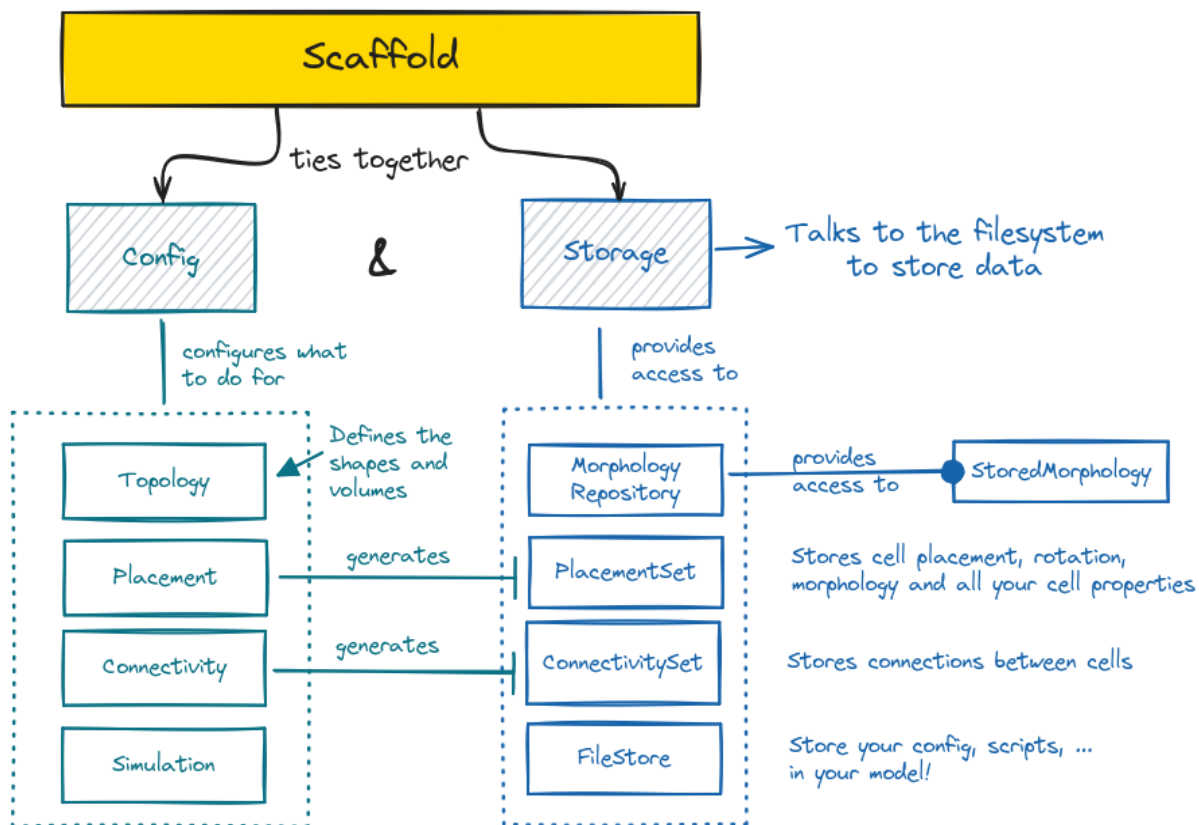 Scaffold
ties together
Config
&
Storage
Talks to the filesystem
to store data
configures what
to do for
provides
access to
Topology
Defines the
shapes and
volumes
Morphology
Repository
provides
access to
StoredMorphology
Placement
generates
PlacementSet
Stores cell placement, rotation,
morphology and all your cell properties
Connectivity
generates
ConnectivitySet
Stores connections between cells
Simulation
FileStore
Store your config, scripts, ...
in your model!